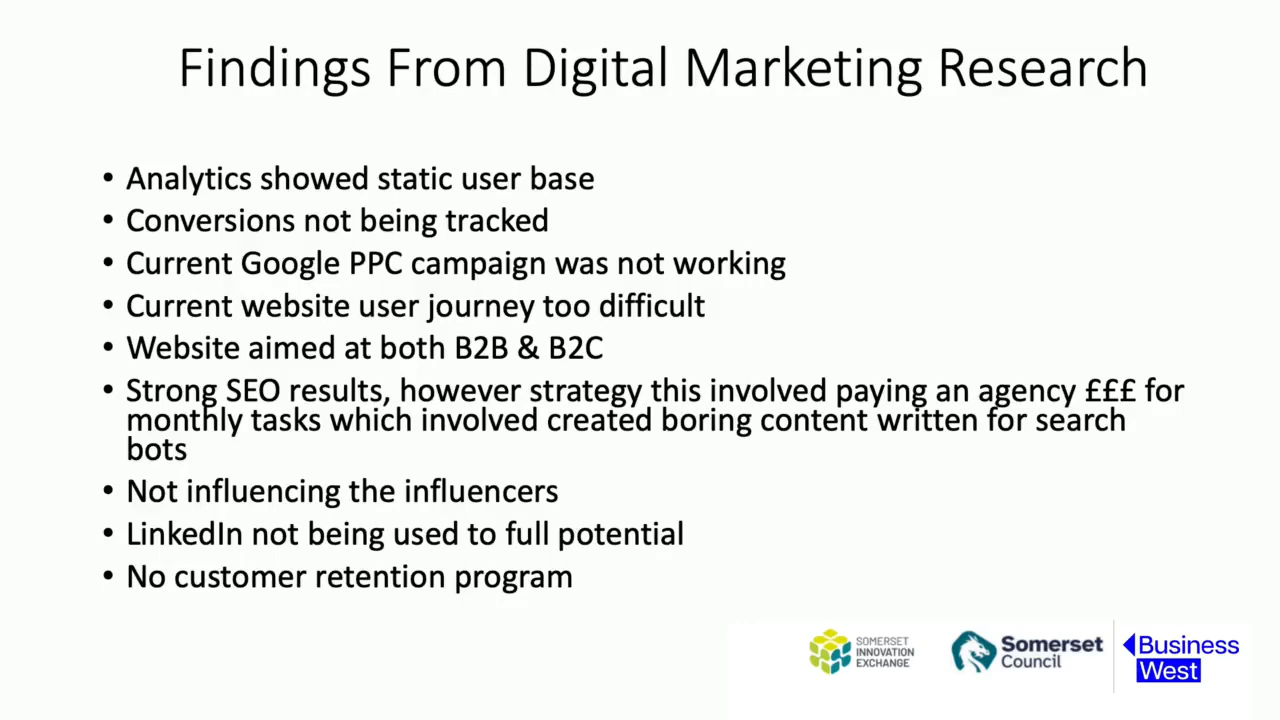 Findings From Digital Marketing Research
• Analytics showed static user base
• Conversions not being tracked
• Current Google PPC campaign was not working
• Current website user journey too difficult
• Website aimed at both B2B & B2C
• Strong SEO results, however strategy this involved paying an agency £££ for
monthly tasks which involved created boring content written for search
bots
• Not influencing the influencers
• LinkedIn not being used to full potential
• No customer retention program
SOMERSET
INNOVATION
EXCHANGE
Somerset
Council
Business
West